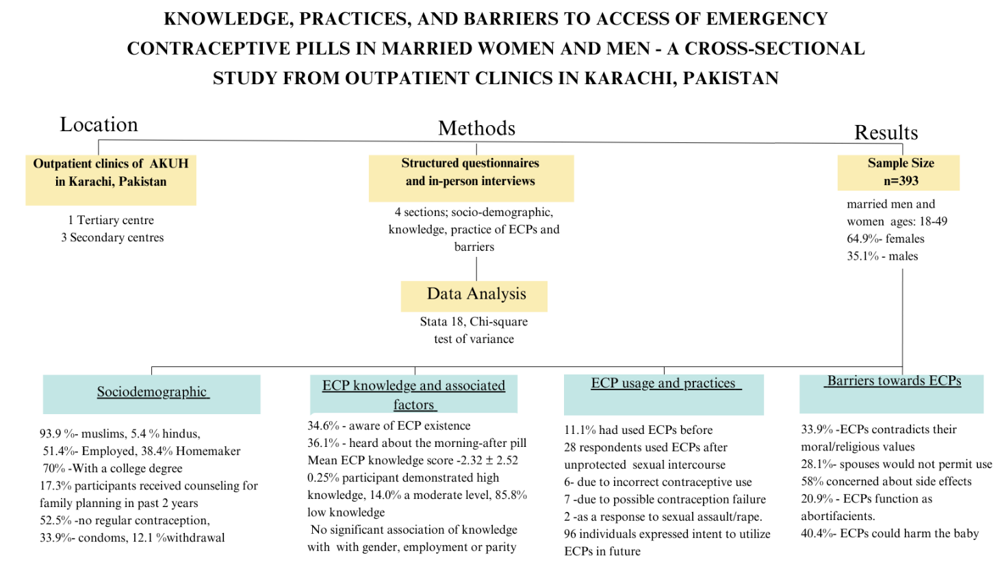 KNOWLEDGE, PRACTICES, AND BARRIERS TO ACCESS OF EMERGENCY
CONTRACEPTIVE PILLS IN MARRIED WOMEN AND MEN - A CROSS-SECTIONAL
STUDY FROM OUTPATIENT CLINICS IN KARACHI, PAKISTAN
Location
Outpatient clinics of AKUH
in Karachi, Pakistan
1 Tertiary centre
3 Secondary centres
Methods
Structured questionnaires
and in-person interviews
4 sections; socio-demographic,
knowledge, practice of ECPs and
barriers
Data Analysis
Stata 18, Chi-square
test of variance
Results
Sample Size
n=393
married men and
women ages: 18-49
64.9%- females
35.1% - males
Sociodemographic
93.9 %- muslims, 5.4 % hindus,
51.4%- Employed, 38.4% Homemaker
70% -With a college degree
17.3% participants received counseling for
family planning in past 2 years
52.5% -no regular contraception,
33.9%- condoms, 12.1 %withdrawal
ECP knowledge and associated
factors
34.6% - aware of ECP existence
36.1% - heard about the morning-after pill
Mean ECP knowledge score -2.32 ± 2.52
0.25% participant demonstrated high
knowledge, 14.0% a moderate level, 85.8%
low knowledge
No significant association of knowledge
with with gender, employment or parity
ECP usage and practices
11.1% had used ECPs before
28 respondents used ECPs after
unprotected sexual intercourse
6- due to incorrect contraceptive use
7 -due to possible contraception failure
2 -as a response to sexual assault/rape.
96 individuals expressed intent to utilize
ECPs in future
Barriers towards ECPs
33.9% -ECPs contradicts their
moral/religious values
28.1%- spouses would not permit use
58% concerned about side effects
20.9% - ECPs function as
abortifacients.
40.4%- ECPs could harm the baby